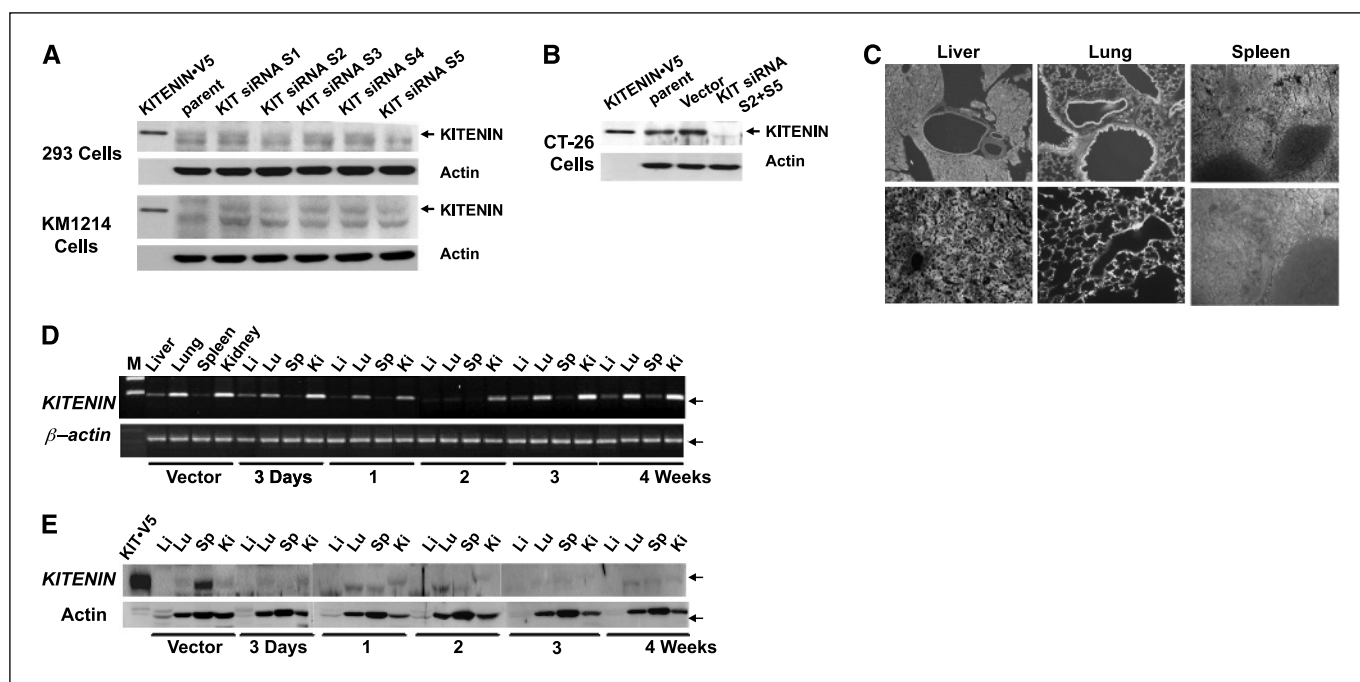 A
KITENIN•V5
parent
KIT siRNA S1
KIT siRNA S2
KIT siRNA S3
KIT siRNA S4
KIT siRNA S5
293 Cells
KITENIN
Actin
KM1214
Cells
KITENIN
Actin
B
KITENIN•V5
parent
Vector
KIT siRNA
S2+S5
CT-26
Cells
KITENIN
Actin
C
Liver
Lung
Spleen
D
M Liver Lung Spleen Kidney Li Lu Sp Ki Li Lu Sp Ki Li Lu Sp Ki Li Lu Sp Ki Li Lu Sp Ki
KITENIN
β–actin
Vector 3 Days 1 2 3 4 Weeks
E
KIT•V5 Li Lu Sp Ki Li Lu Sp Ki Li Lu Sp Ki Li Lu Sp Ki Li Lu Sp Ki Li Lu Sp Ki
KITENIN
Actin
Vector 3 Days 1 2 3 4 Weeks